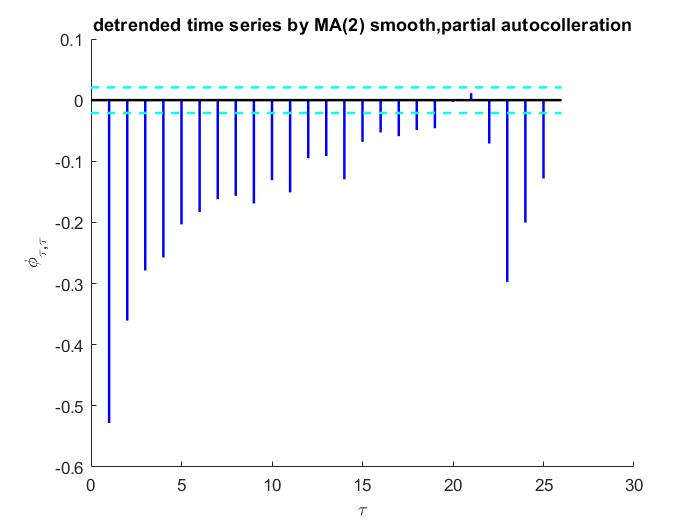 detrended time series by MA(2) smooth,partial autocolleration
0.1
0
-0.1
-0.2
-0.3
-0.4
-0.5
-0.6
ϕτ,τ
0 5 10 15 20 25 30
τ